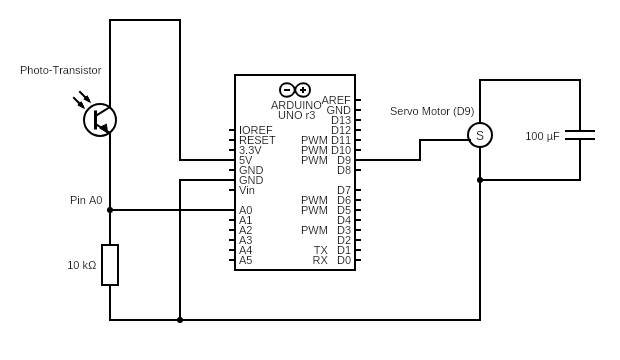 Photo-Transistor
Pin A0
10 kΩ
ARDUINO
UNO r3
IOREF
RESET
3.3V
5V
GND
GND
Vin
A0
A1
A2
A3
A4
A5
AREF
GND
D13
D12
PWM D11
PWM D10
PWM D9
D8
D7
PWM D6
PWM D5
D4
PWM D3
D2
TX D1
RX D0
Servo Motor (D9)
S
100 µF